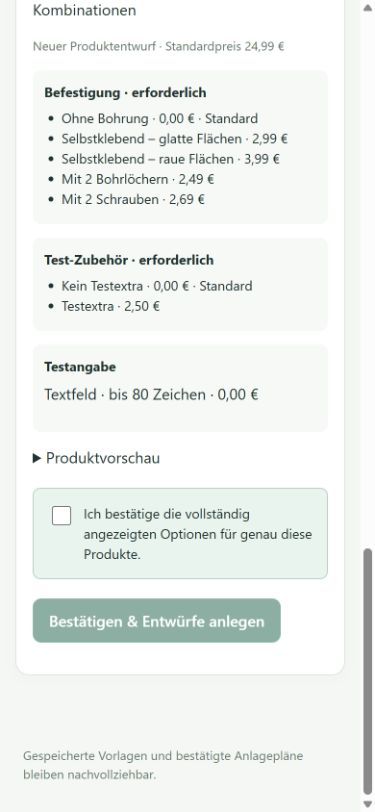 Kombinationen
Neuer Produktentwurf · Standardpreis 24,99 €
Befestigung · erforderlich
• Ohne Bohrung · 0,00 € · Standard
• Selbstklebend – glatte Flächen · 2,99 €
• Selbstklebend – raue Flächen · 3,99 €
• Mit 2 Bohrlöchern · 2,49 €
• Mit 2 Schrauben · 2,69 €
Test-Zubehör · erforderlich
• Kein Testextra · 0,00 € · Standard
• Testextra · 2,50 €
Testangabe
Textfeld · bis 80 Zeichen · 0,00 €
Produktvorschau
Ich bestätige die vollständig
angezeigten Optionen für genau diese
Produkte.
Bestätigen & Entwürfe anlegen
Gespeicherte Vorlagen und bestätigte Anlagepläne
bleiben nachvollziehbar.